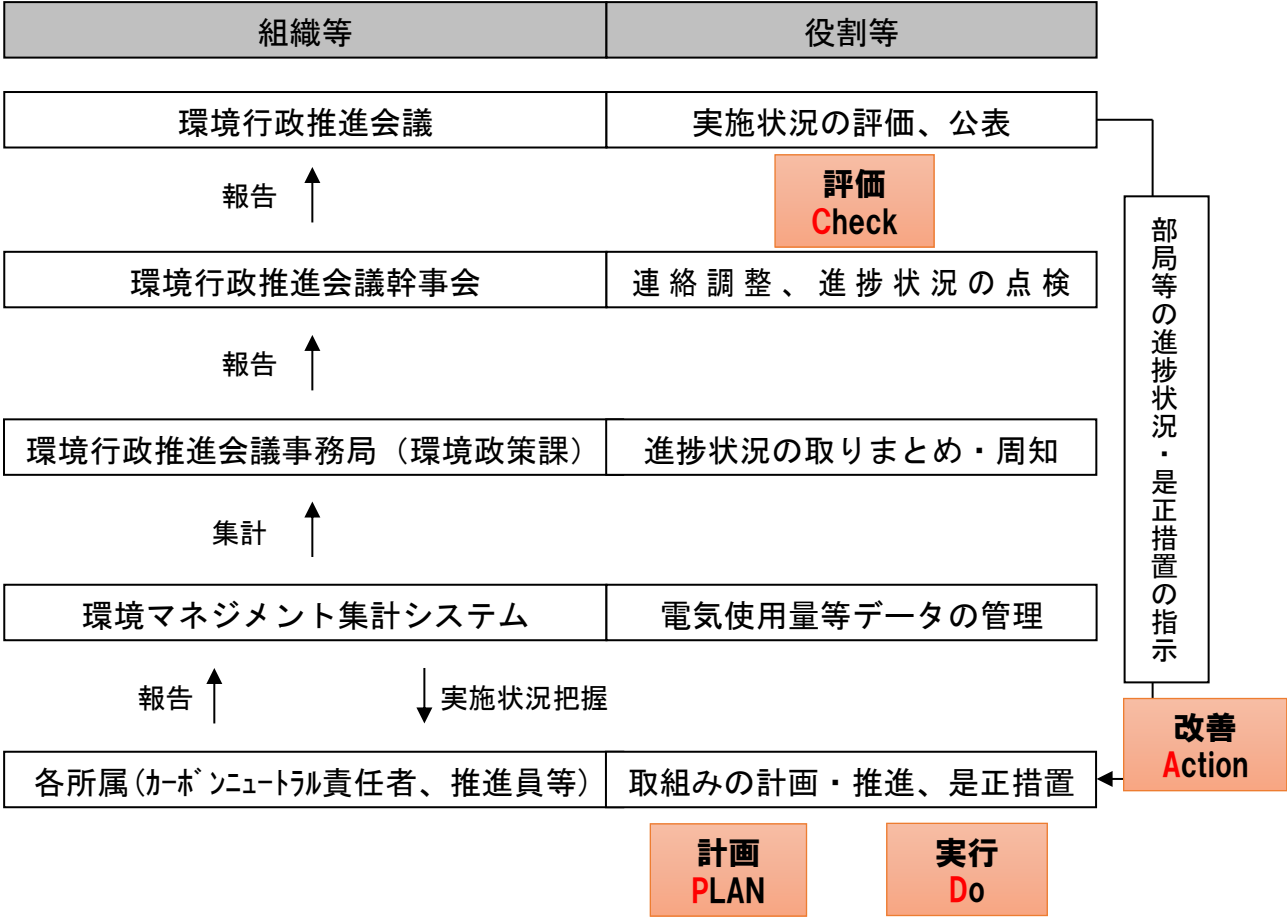 組織等
役割等
環境行政推進会議
実施状況の評価、公表
報告
評価
Check
環境行政推進会議幹事会
連絡調整、進捗状況の点検
報告
環境行政推進会議事務局（環境政策課）
進捗状況の取りまとめ・周知
集計
環境マネジメント集計システム
電気使用量等データの管理
報告
実施状況把握
各所属(ｶｰﾎﾞﾝﾆｭｰﾄﾗﾙ責任者、推進員等)
取組みの計画・推進、是正措置
計画
PLAN
実行
Do
部局等の進捗状況・是正措置の指示
改善
Action